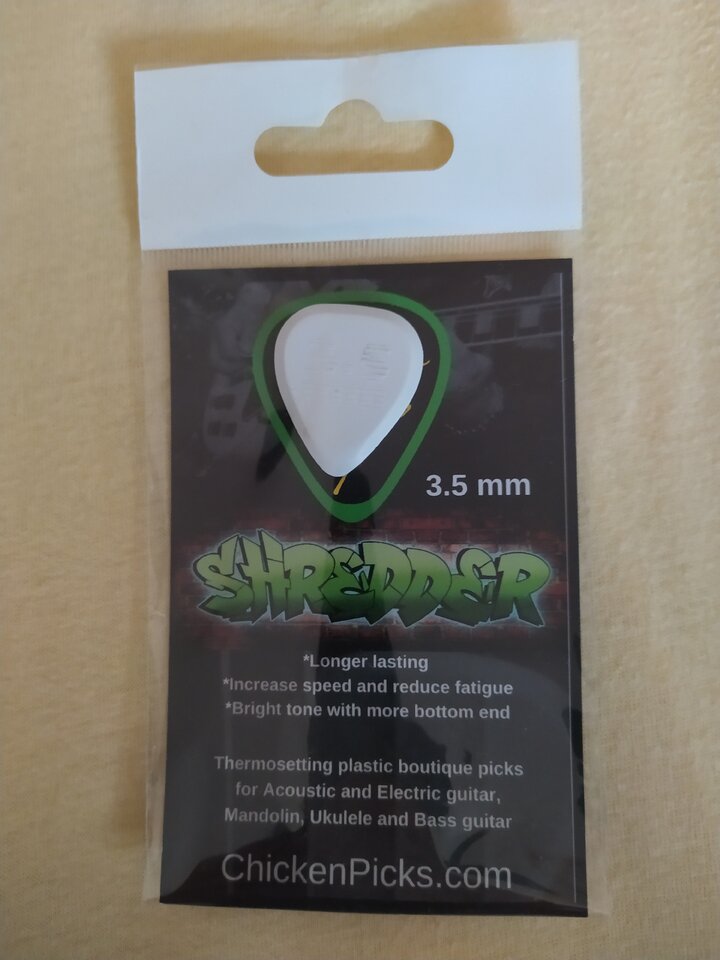 3.5 mm
SHREDDER
*Longer lasting
*Increase speed and reduce fatigue
*Bright tone with more bottom end
Thermosetting plastic boutique picks
for Acoustic and Electric guitar,
Mandolin, Ukulele and Bass guitar
ChickenPicks.com